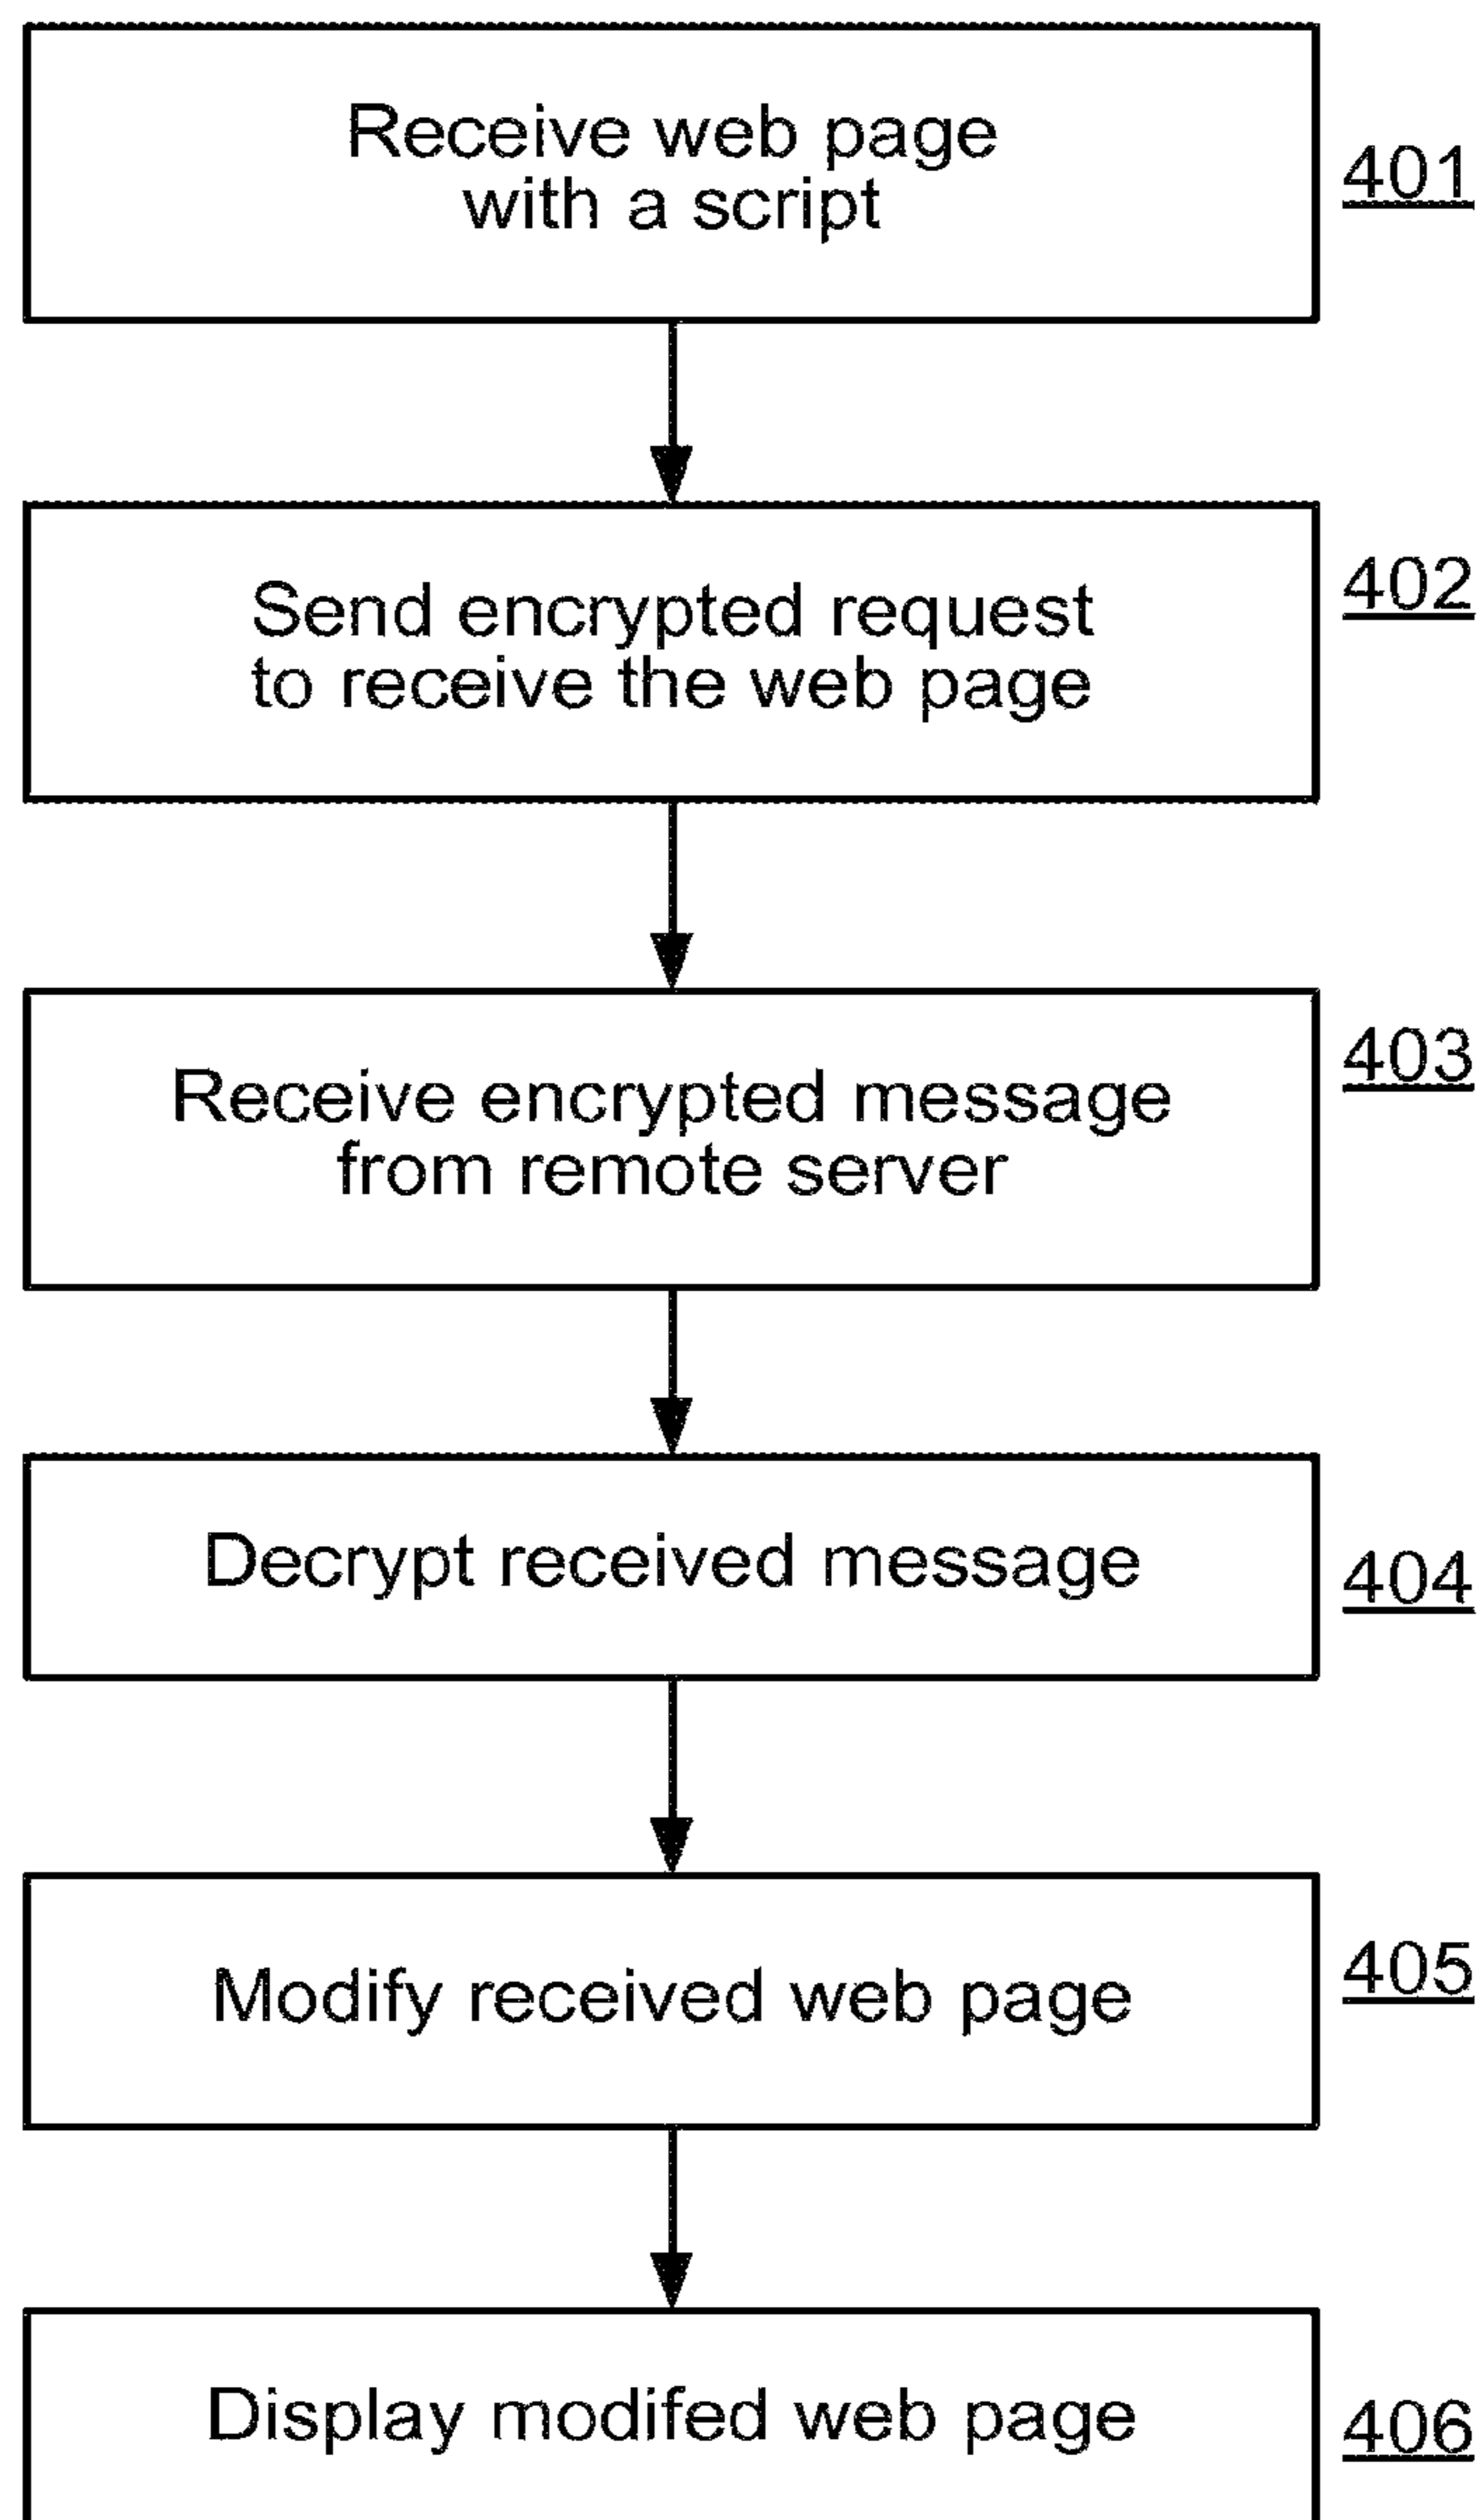 Receive web page
with a script
401
Send encrypted request
to receive the web page
402
Receive encrypted message
from remote server
403
Decrypt received message
404
Modify received web page
405
Display modifed web page
406